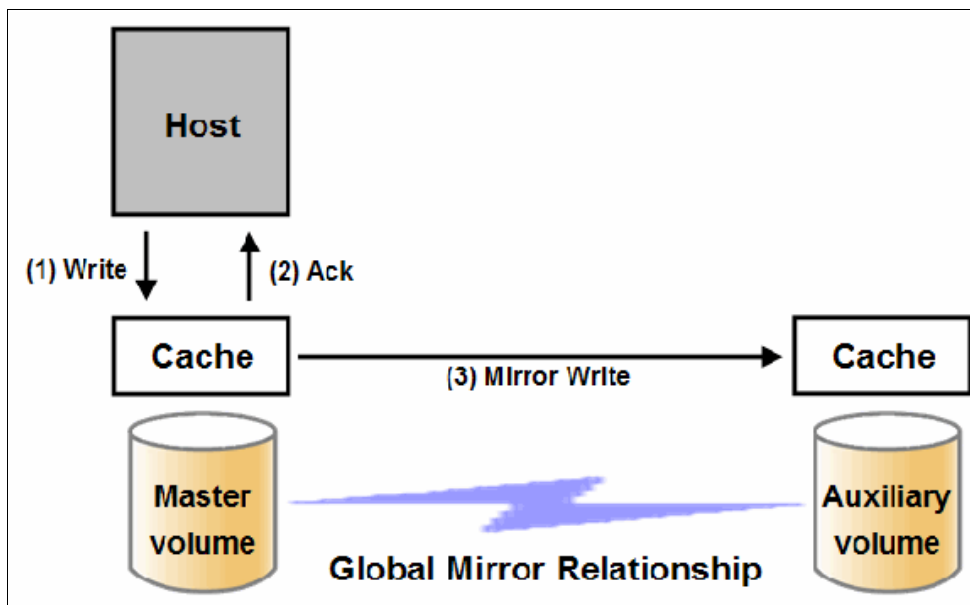 Host
(1) Write
(2) Ack
Cache
(3) Mirror Write
Cache
Master
volume
Auxiliary
volume
Global Mirror Relationship